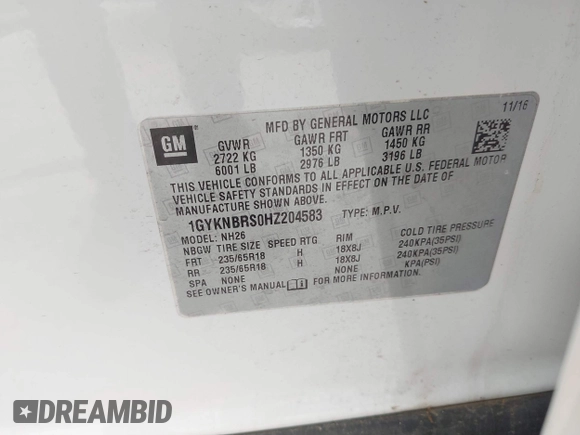 GM
MFD BY GENERAL MOTORS LLC
11/16
GVWR GAWR FRT GAWR RR
2722 KG 1350 KG 1450 KG
6001 LB 2976 LB 3196 LB
THIS VEHICLE CONFORMS TO ALL APPLICABLE U.S. FEDERAL MOTOR
VEHICLE SAFETY STANDARDS IN EFFECT ON THE DATE OF
MANUFACTURE SHOWN ABOVE.
1GYKNBRS0HZ204583 TYPE: M.P.V.
MODEL: NH26
NBGW TIRE SIZE SPEED RTG RIM COLD TIRE PRESSURE
FRT 235/65R18 H 18X8J 240KPA(35PSI)
RR 235/65R18 H 18X8J 240KPA(35PSI)
SPA NONE NONE KPA(PSI)
SEE OWNER'S MANUAL FOR MORE INFORMATION.
DREAMBID